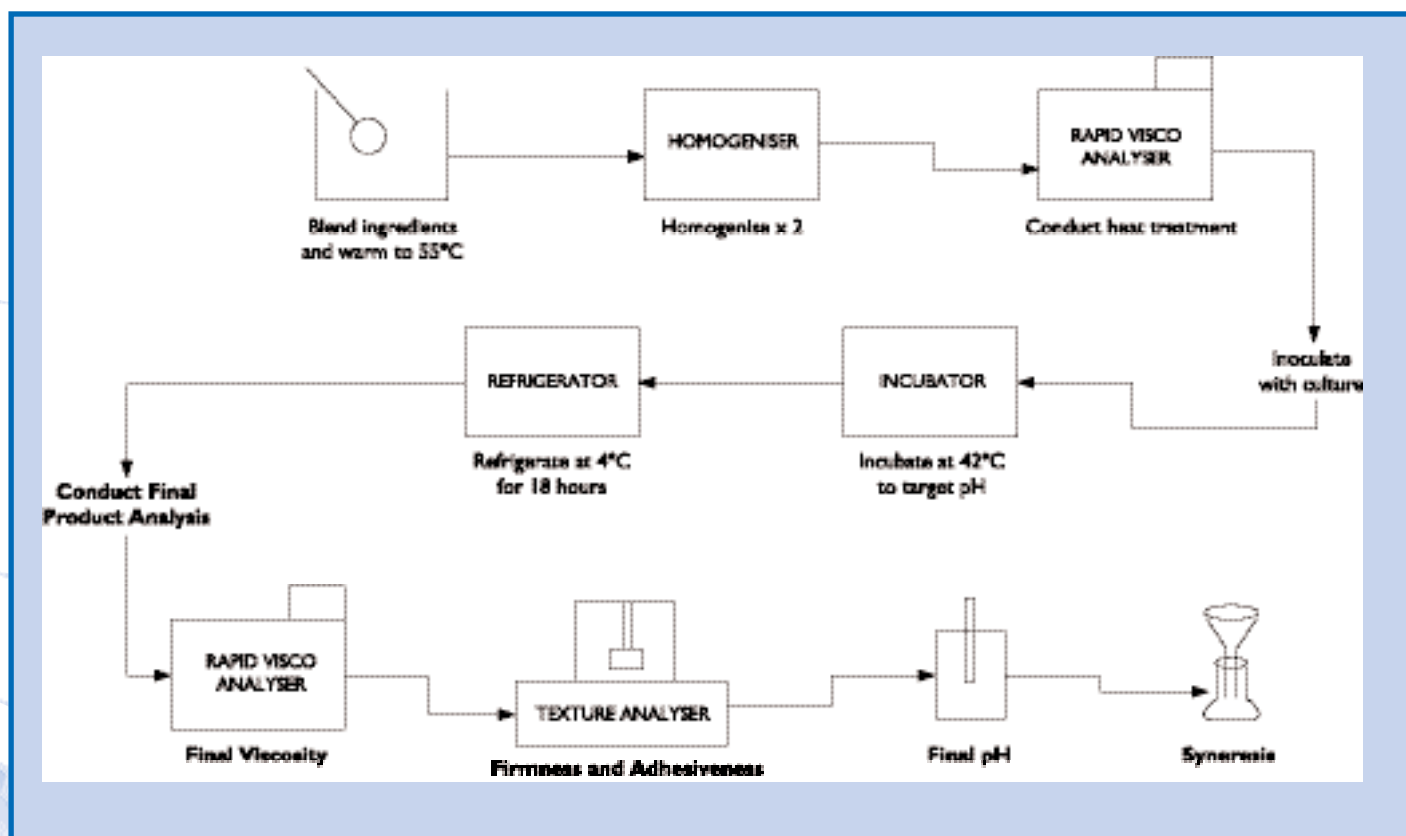 Blend ingredients
and warm to 55°C
HOMOGENISER
Homogenise x 2
RAPID VISCO
ANALYSER
Conduct heat treatment
Inoculate
with culture
INCUBATOR
Incubate at 42°C
to target pH
REFRIGERATOR
Refrigerate at 4°C
for 18 hours
Conduct Final
Product Analysis
RAPID VISCO
ANALYSER
Final Viscosity
TEXTURE ANALYSER
Firmness and Adhesiveness
Final pH
Syneresis